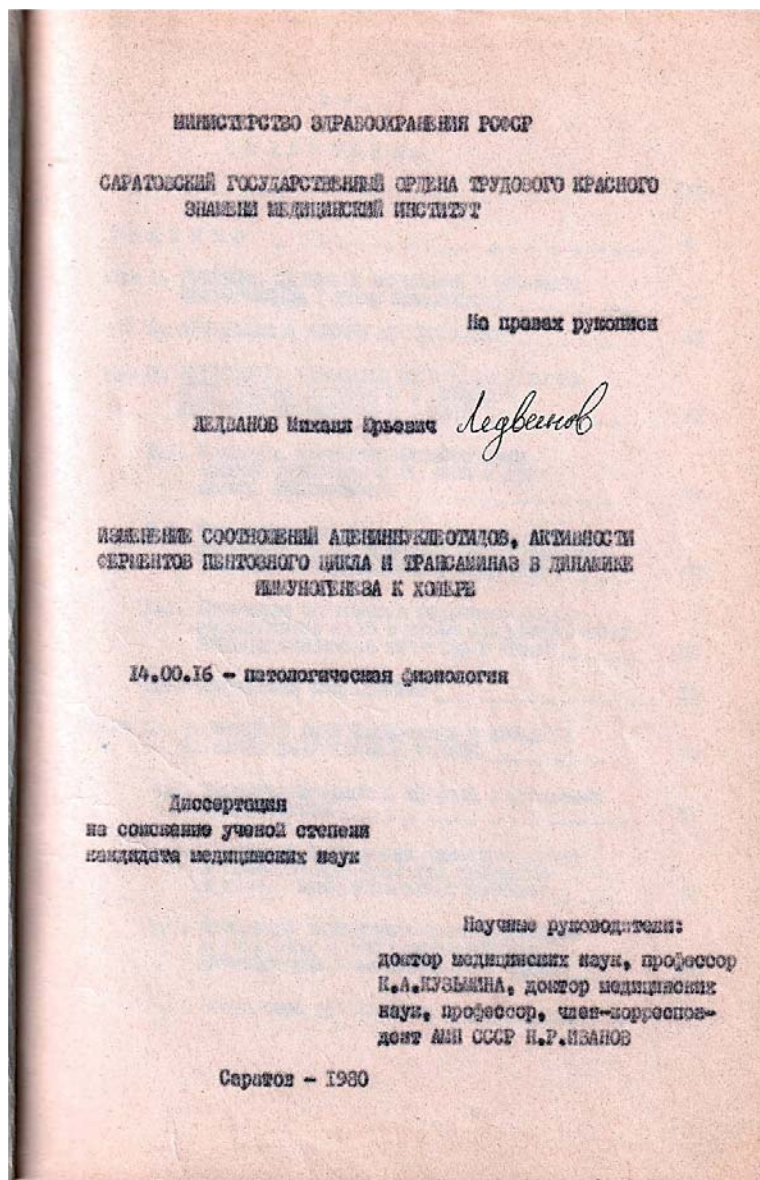 МИНИСТЕРСТВО ЗДРАВООХРАНЕНИЯ РСФСР
САРАТОВСКИЙ ГОСУДАРСТВЕННЫЙ ОРДЕНА ТРУДОВОГО КРАСНОГО
ЗНАМЕНИ МЕДИЦИНСКИЙ ИНСТИТУТ
На правах рукописи
ЛЕДВАНОВ Михаил Юрьевич Ледванов
ИЗМЕНЕНИЕ СООТНОШЕНИЙ АДЕНИННУКЛЕОТИДОВ, АКТИВНОСТИ
ФЕРМЕНТОВ ПЕНТОЗНОГО ЦИКЛА И ТРАНСАМИНАЗ В ДИНАМИКЕ
ИММУНОГЕНЕЗА К ХОЛЕРЕ
14.00.16 – патологическая физиология
Диссертация
на соискание ученой степени
кандидата медицинских наук
Научные руководители:
доктор медицинских наук, профессор
К.А.КУЗЬМИНА, доктор медицинских
наук, профессор, член-корреспон-
дент АМН СССР Н.Р.ИВАНОВ
Саратов – 1980